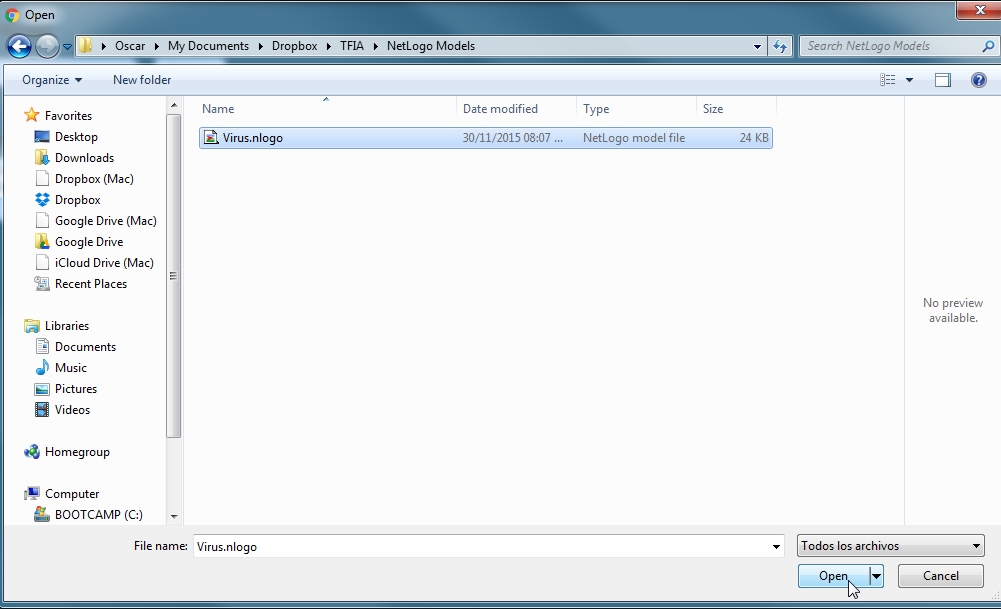 Open
Oscar My Documents Dropbox TFIA NetLogo Models Search NetLogo Models
Organize New folder
Name Date modified Type Size
Virus.nlogo 30/11/2015 08:07 ... NetLogo model file 24 KB
Favorites
Desktop
Downloads
Dropbox (Mac)
Dropbox
Google Drive (Mac)
Google Drive
iCloud Drive (Mac)
Recent Places
Libraries
Documents
Music
Pictures
Videos
Homegroup
Computer
BOOTCAMP (C:)
No preview
available.
File name: Virus.nlogo Todos los archivos
Open Cancel